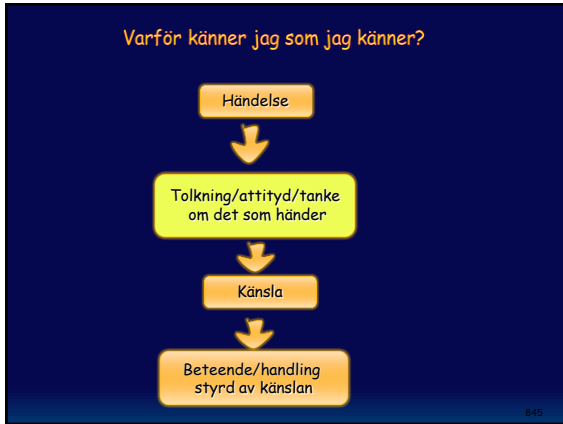 Varför känner jag som jag känner?
Händelse
Tolkning/attityd/tanke
om det som händer
Känsla
Beteende/handling
styrd av känslan
845